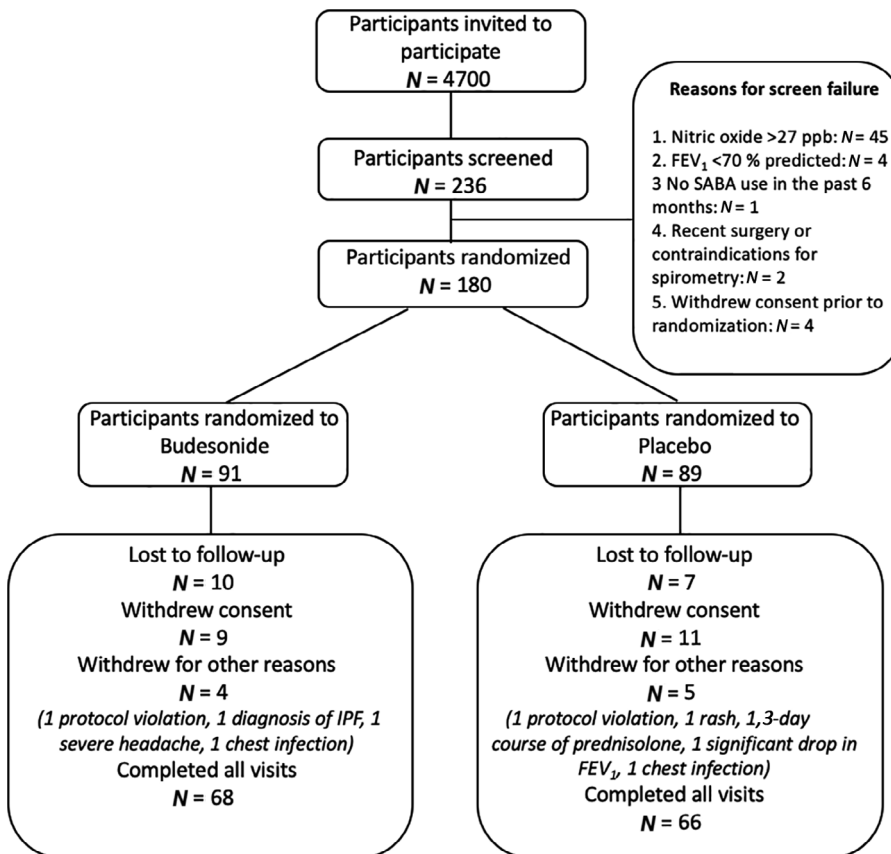 Participants invited to
participate
N = 4700
Reasons for screen failure
1. Nitric oxide >27 ppb: N = 45
2. FEV₁ <70 % predicted: N = 4
3 No SABA use in the past 6
months: N = 1
4. Recent surgery or
contraindications for
spirometry: N = 2
5. Withdrew consent prior to
randomization: N = 4
Participants screened
N = 236
Participants randomized
N = 180
Participants randomized to
Budesonide
N = 91
Participants randomized to
Placebo
N = 89
Lost to follow-up
N = 10
Withdrew consent
N = 9
Withdrew for other reasons
N = 4
(1 protocol violation, 1 diagnosis of IPF, 1
severe headache, 1 chest infection)
Completed all visits
N = 68
Lost to follow-up
N = 7
Withdrew consent
N = 11
Withdrew for other reasons
N = 5
(1 protocol violation, 1 rash, 1,3-day
course of prednisolone, 1 significant drop in
FEV₁, 1 chest infection)
Completed all visits
N = 66